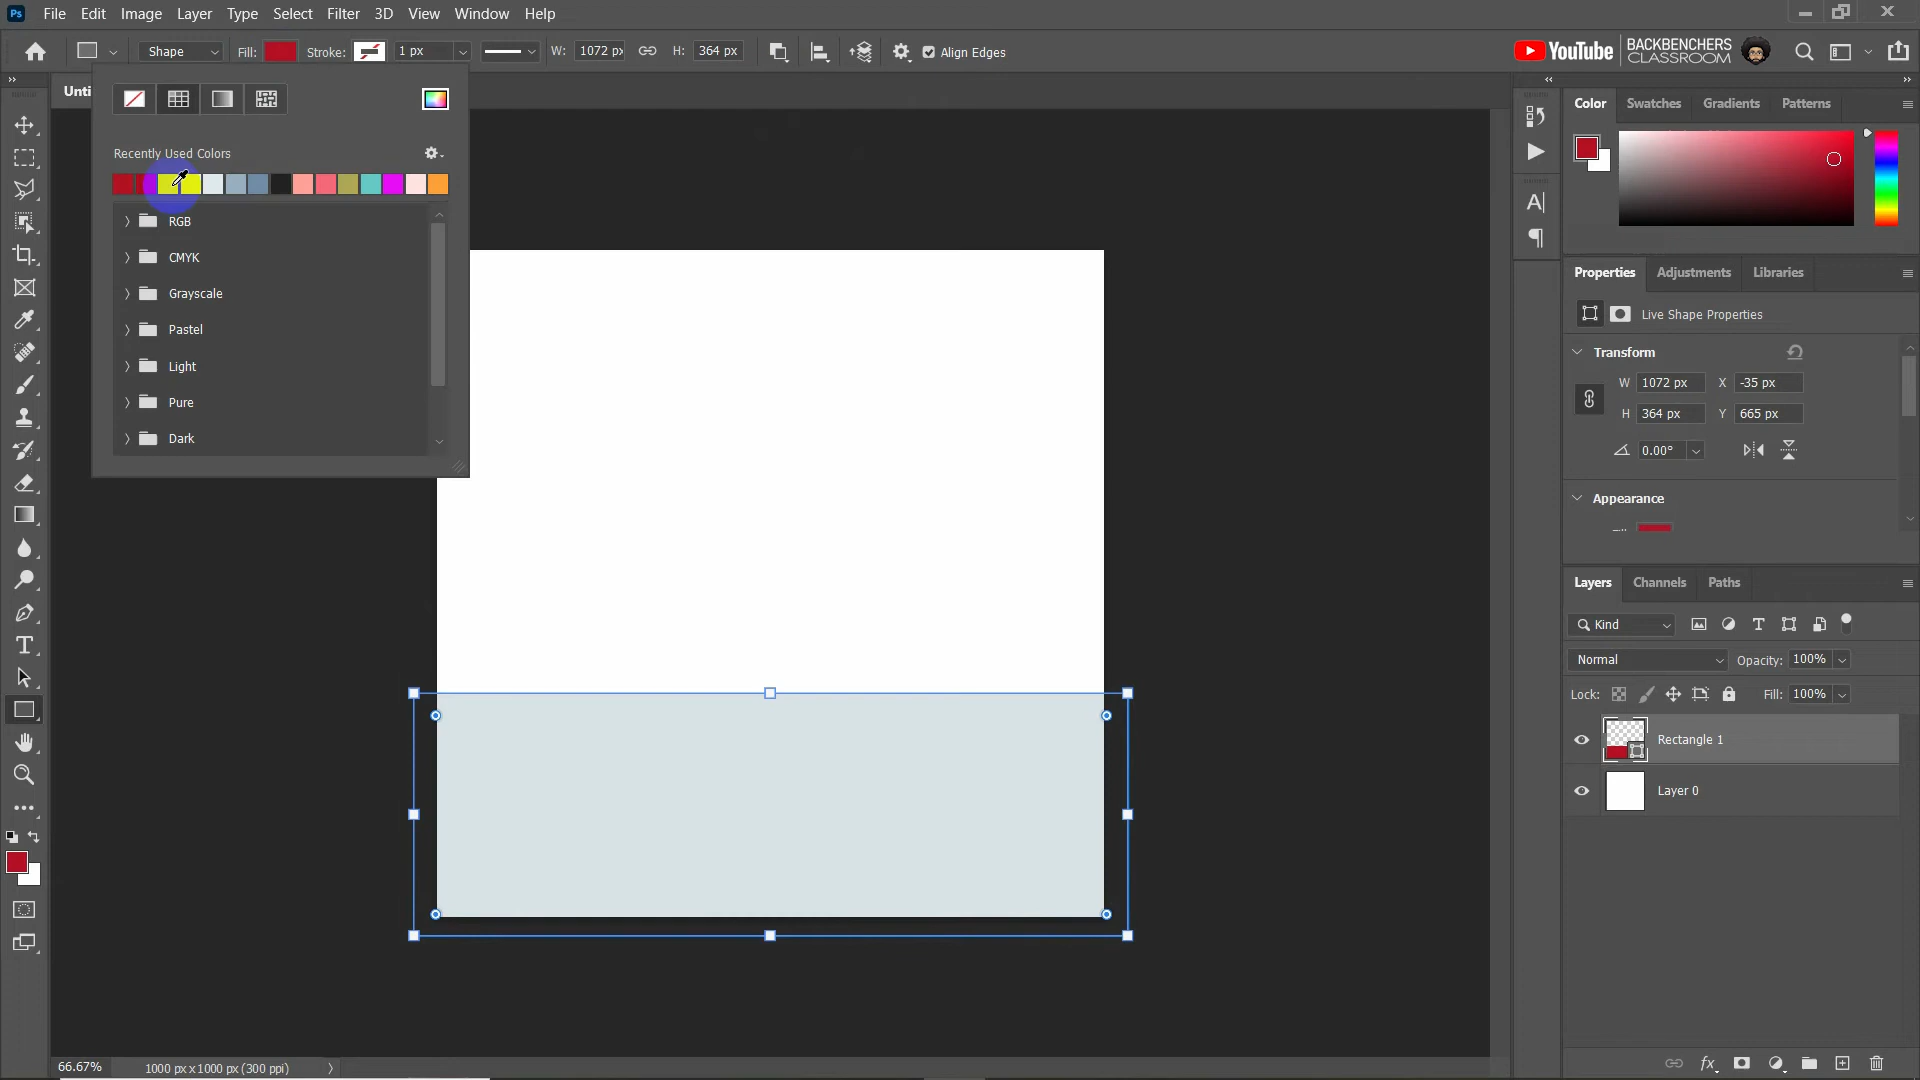 Ps File Edit Image Layer Type Select Filter 3D View Window Help
Shape Fill: Stroke: 1 px W: 1072 px H: 364 px Align Edges YouTube BACKBENCHERS CLASSROOM
Unti
Recently Used Colors
RGB
CMYK
Grayscale
Pastel
Light
Pure
Dark
Color Swatches Gradients Patterns
Properties Adjustments Libraries
Live Shape Properties
Transform
W 1072 px X -35 px
H 364 px Y 665 px
0.00°
Appearance
Layers Channels Paths
Kind
Normal Opacity: 100%
Lock: Fill: 100%
Rectangle 1
Layer 0
66.67% 1000 px x 1000 px (300 ppi)